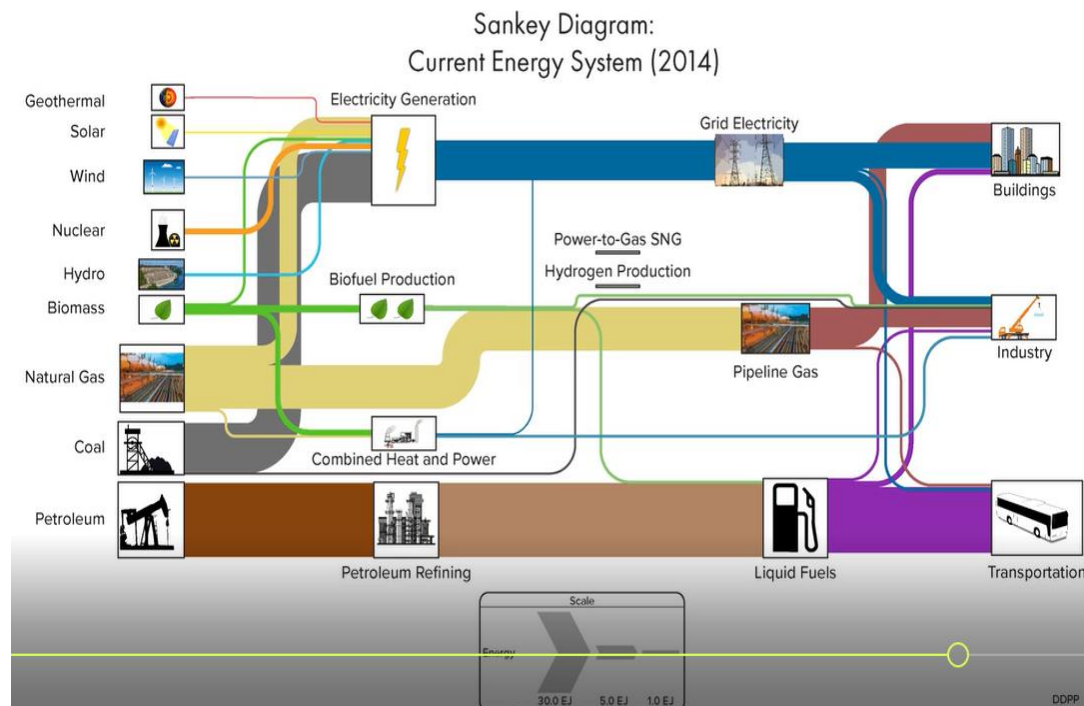 Sankey Diagram:
Current Energy System (2014)
Geothermal
Solar
Wind
Nuclear
Hydro
Biomass
Natural Gas
Coal
Petroleum
Electricity Generation
Grid Electricity
Buildings
Power-to-Gas SNG
Hydrogen Production
Biofuel Production
Pipeline Gas
Industry
Combined Heat and Power
Petroleum Refining
Liquid Fuels
Transportation
Scale
Energy
30.0 EJ 5.0 EJ 1.0 EJ
DDPP